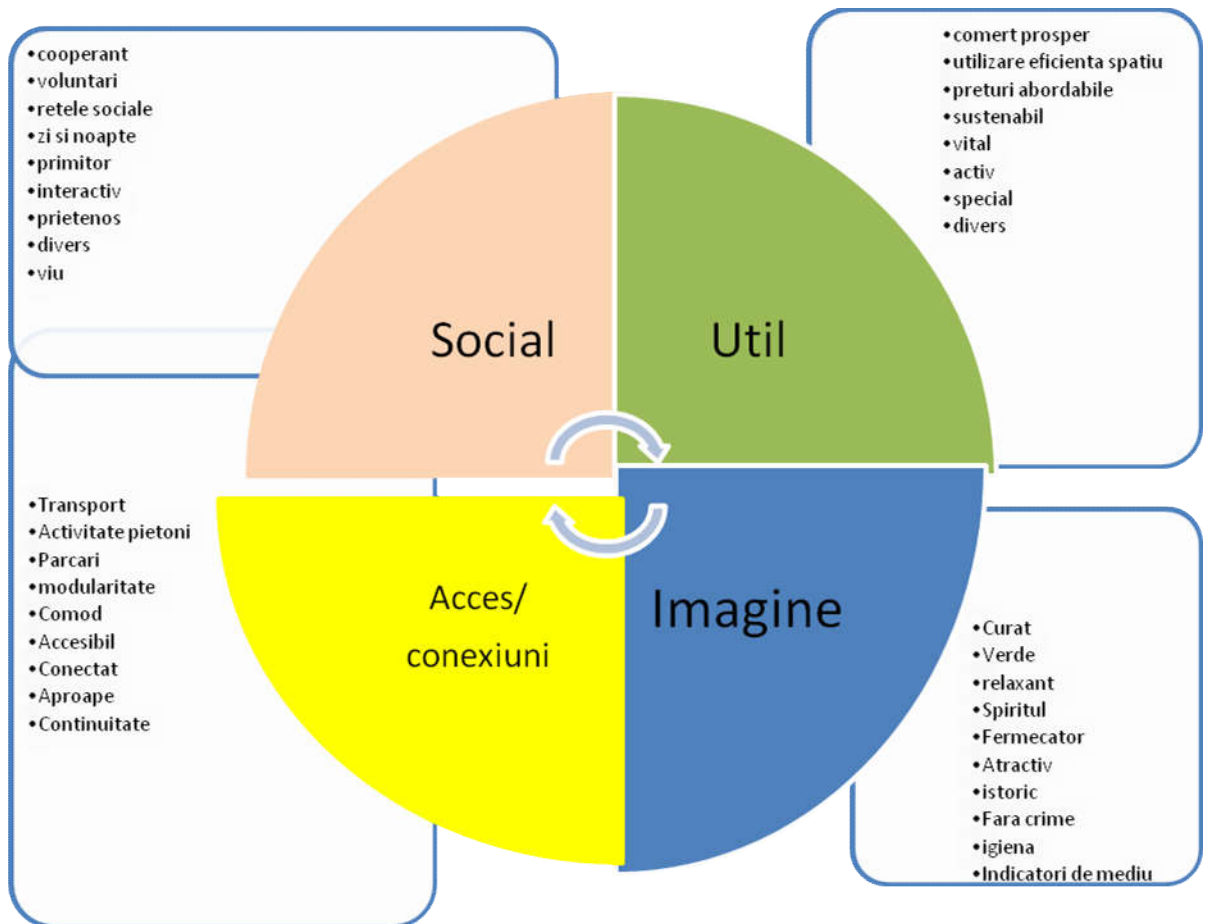 •cooperant
•voluntari
•retele sociale
•zi si noapte
•primitor
•interactiv
•prietenos
•divers
•viu
•comert prosper
•utilizare eficienta spatiu
•preturi abordabile
•sustenabil
•vital
•activ
•special
•divers
Social
Util
•Transport
•Activitate pietoni
•Parcari
•modularitate
•Comod
•Accesibil
•Conectat
•Aproape
•Continuitate
Acces/
conexiuni
Imagine
•Curat
•Verde
•relaxant
•Spiritul
•Fermecator
•Atractiv
•istoric
•Fara crime
•igiena
•Indicatori de mediu